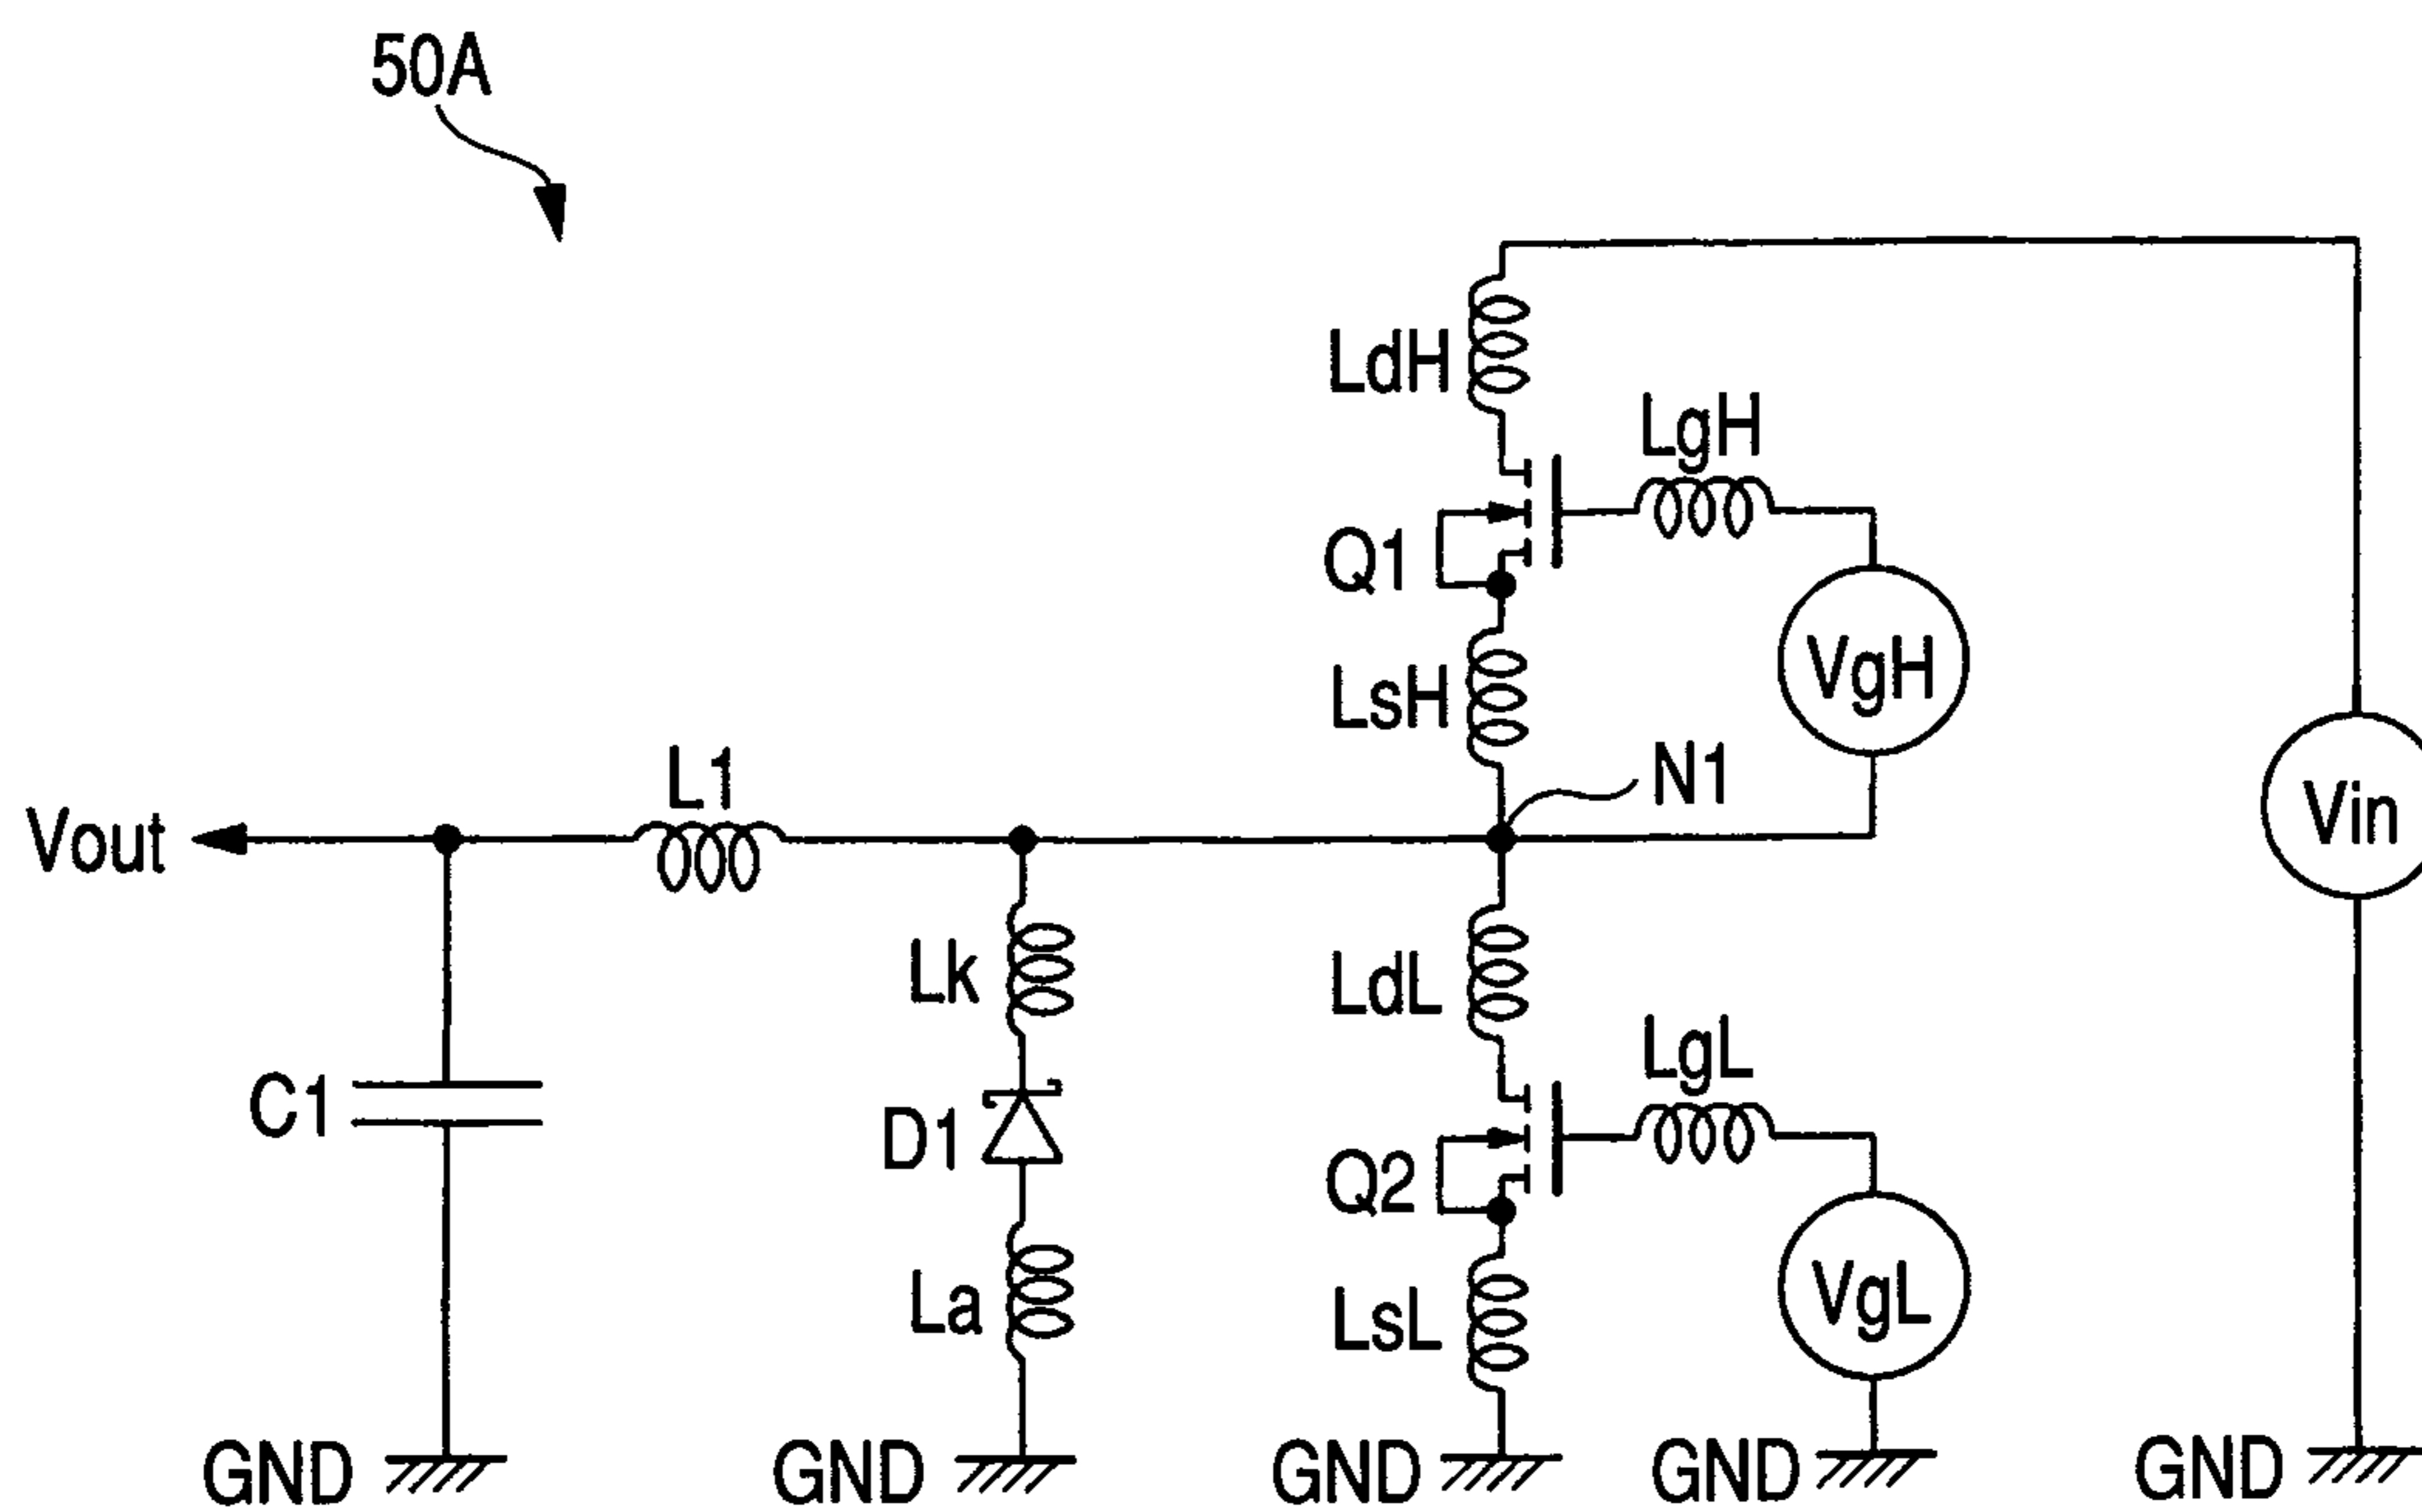 50A
LdH
LgH
Q1
VgH
LsH
N1
L1
Vin
Vout
Lk
LdL
LgL
C1
D1
Q2
VgL
La
LsL
GND
GND
GND
GND
GND